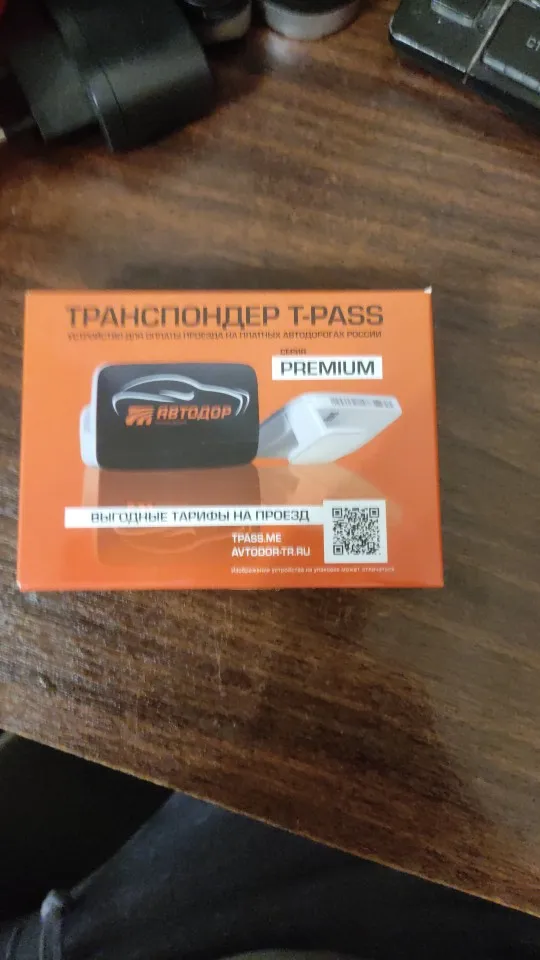 ТРАНСПОНДЕР T-PASS
УСТРОЙСТВО ДЛЯ ОПЛАТЫ ПРОЕЗДА НА ПЛАТНЫХ АВТОДОРОГАХ РОССИИ
СЕРИЯ
PREMIUM
АВТОДОР
ВЫГОДНЫЕ ТАРИФЫ НА ПРОЕЗД
TPASS.ME
AVTODOR-TR.RU
Изображение устройства на упаковке может отличаться